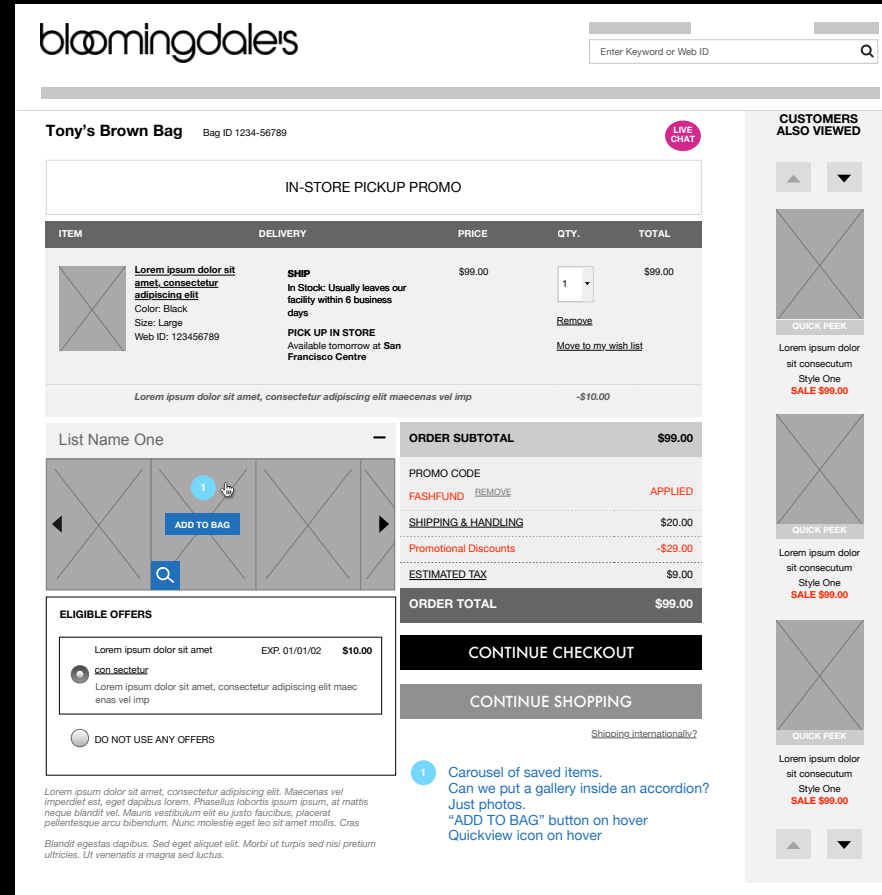 bloomingdale's
Enter Keyword or Web ID
Tony's Brown Bag Bag ID 1234-56789
LIVE
CHAT
IN-STORE PICKUP PROMO
ITEM DELIVERY PRICE QTY. TOTAL
Lorem ipsum dolor sit
amet, consectetur
adipiscing elit
Color: Black
Size: Large
Web ID: 123456789
SHIP
In Stock: Usually leaves our
facility within 6 business
days
PICK UP IN STORE
Available tomorrow at San
Francisco Centre
$99.00
1
Remove
Move to my wish list
$99.00
Lorem ipsum dolor sit amet, consectetur adipiscing elit maecenas vel imp -$10.00
List Name One
1
ADD TO BAG
ELIGIBLE OFFERS
Lorem ipsum dolor sit amet EXP. 01/01/02 $10.00
con sectetur
Lorem ipsum dolor sit amet, consectetur adipiscing elit maec
enas vel imp
DO NOT USE ANY OFFERS
Lorem ipsum dolor sit amet, consectetur adipiscing elit. Maecenas vel
imperdiet est, eget dapibus lorem. Phasellus lobortis ipsum ipsum, at mattis
neque blandit vel. Mauris vestibulum elit eu justo faucibus, placerat
pellentesque arcu bibendum. Nunc molestie eget leo sit amet mollis. Cras
Blandit egestas dapibus. Sed eget aliquet elit. Morbi ut turpis sed nisi pretium
ultricies. Ut venenatis a magna sed luctus.
ORDER SUBTOTAL $99.00
PROMO CODE
FASHFUND REMOVE APPLIED
SHIPPING & HANDLING $20.00
Promotional Discounts -$29.00
ESTIMATED TAX $9.00
ORDER TOTAL $99.00
CONTINUE CHECKOUT
CONTINUE SHOPPING
Shipping internationally?
1 Carousel of saved items.
Can we put a gallery inside an accordion?
Just photos.
“ADD TO BAG” button on hover
Quickview icon on hover
CUSTOMERS
ALSO VIEWED
QUICK PEEK
Lorem ipsum dolor
sit consecutum
Style One
SALE $99.00
QUICK PEEK
Lorem ipsum dolor
sit consecutum
Style One
SALE $99.00
QUICK PEEK
Lorem ipsum dolor
sit consecutum
Style One
SALE $99.00